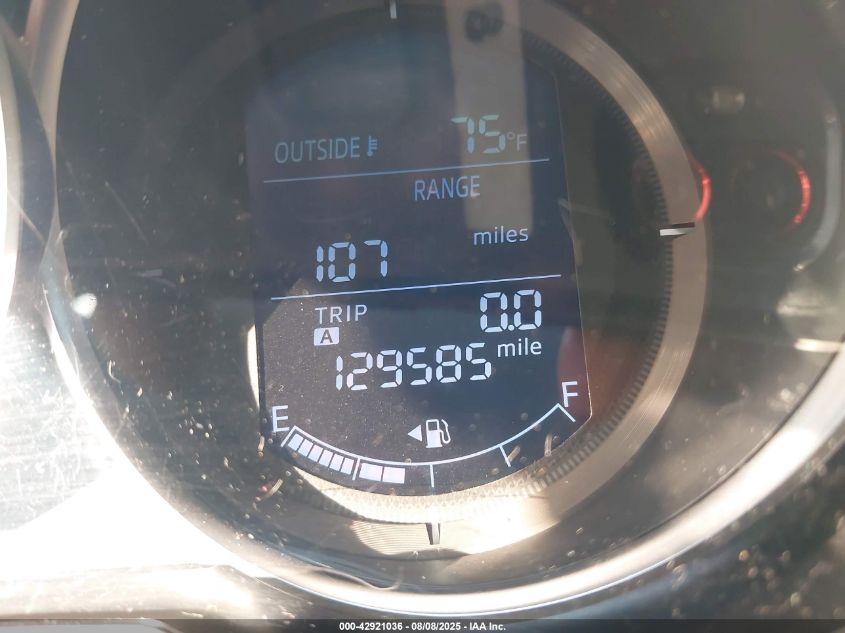 OUTSIDE 75°F
RANGE
miles
107
TRIP 0.0
A
129585 mile
E F
000-42921036 - 08/08/2025 - IAA Inc.